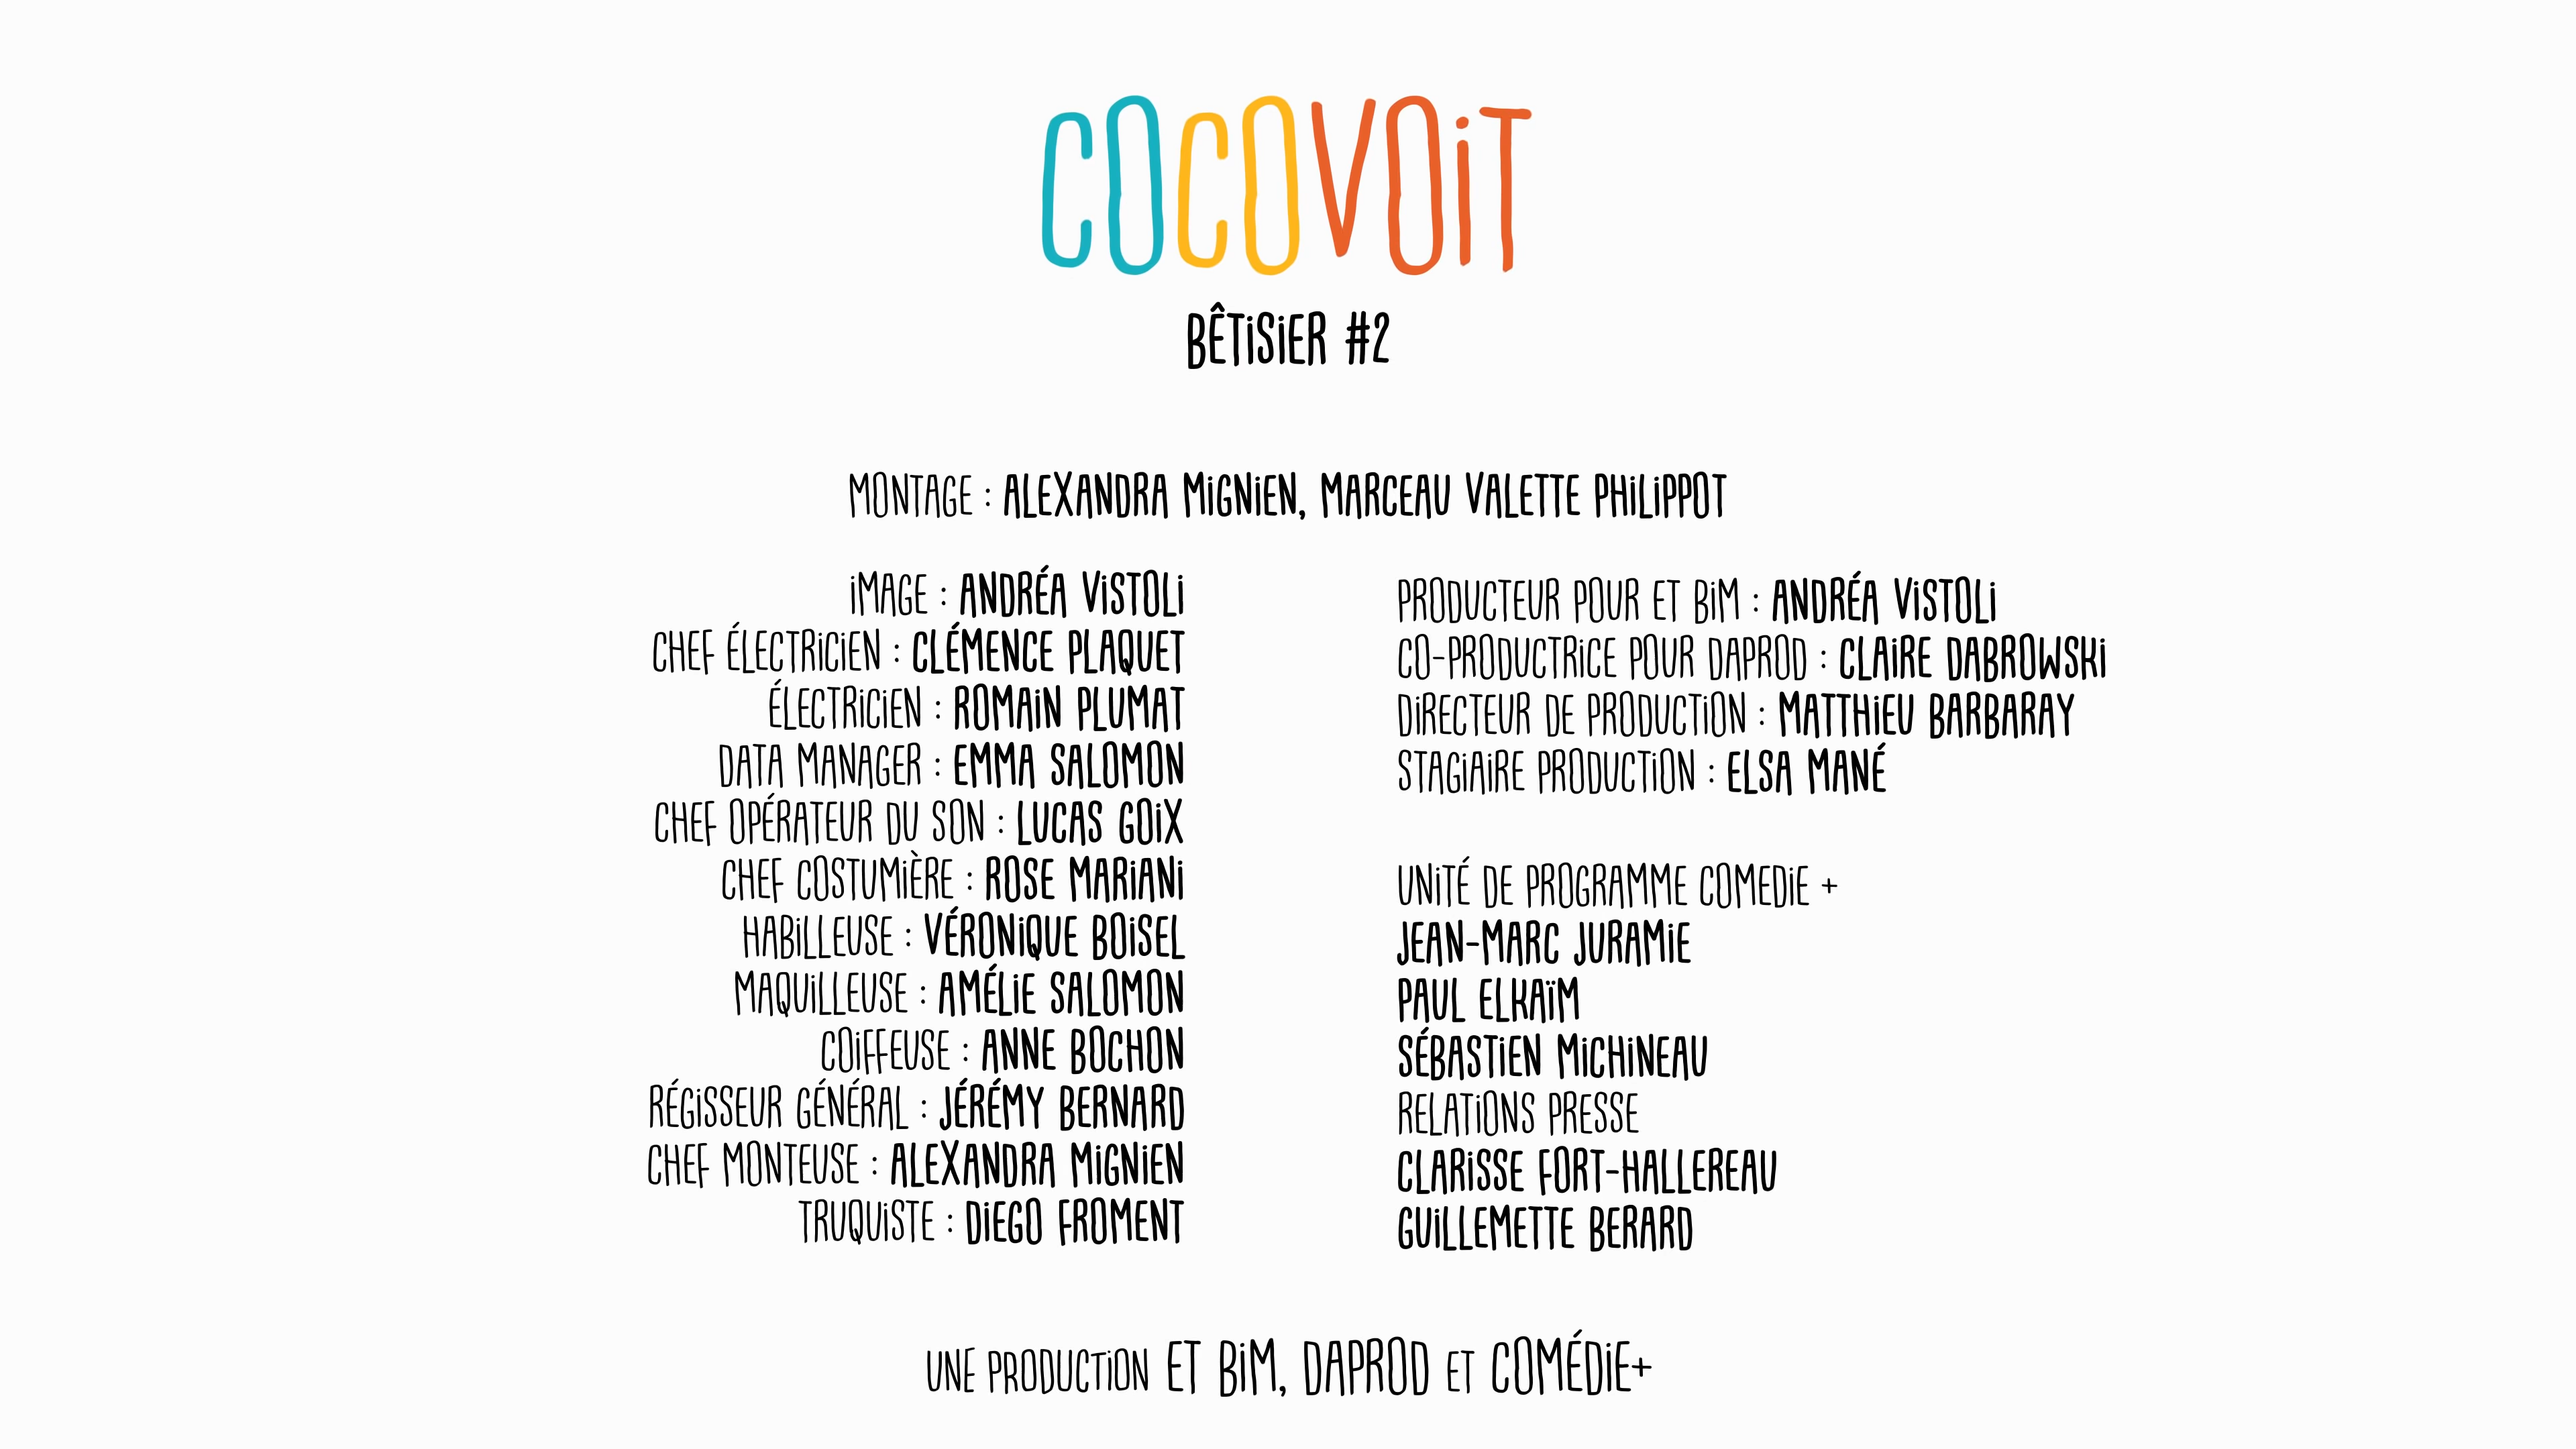 COCOVOiT
BÊTiSiER #2
MONTAGE : ALEXANDRA MiGNiEN, MARCEAU VALETTE PHiLiPPOT
iMAGE : ANDRÉA ViSTOLi
CHEF ÉLECTRiCiEN : CLÉMENCE PLAQUET
ÉLECTRiCiEN : ROMAiN PLUMAT
DATA MANAGER : EMMA SALOMON
CHEF OPÉRATEUR DU SON : LUCAS GOiX
CHEF COSTUMiÈRE : ROSE MARiANi
HABiLLEUSE : VÉRONiQUE BOiSEL
MAQUiLLEUSE : AMÉLiE SALOMON
COiFFEUSE : ANNE BOCHON
RÉGiSSEUR GÉNÉRAL : JÉRÉMY BERNARD
CHEF MONTEUSE : ALEXANDRA MiGNiEN
TRUQUiSTE : DiEGO FROMENT
PRODUCTEUR POUR ET BiM : ANDRÉA ViSTOLi
CO-PRODUCTRiCE POUR DAPROD : CLAiRE DABROWSKi
DiRECTEUR DE PRODUCTiON : MATTHiEU BARBARAY
STAGiAiRE PRODUCTiON : ELSA MANÉ
UNiTÉ DE PROGRAMME COMEDiE +
JEAN-MARC JURAMiE
PAUL ELKAÏM
SÉBASTiEN MiCHiNEAU
RELATiONS PRESSE
CLARiSSE FORT-HALLEREAU
GUiLLEMETTE BERARD
UNE PRODUCTiON ET BiM, DAPROD ET COMÉDiE+